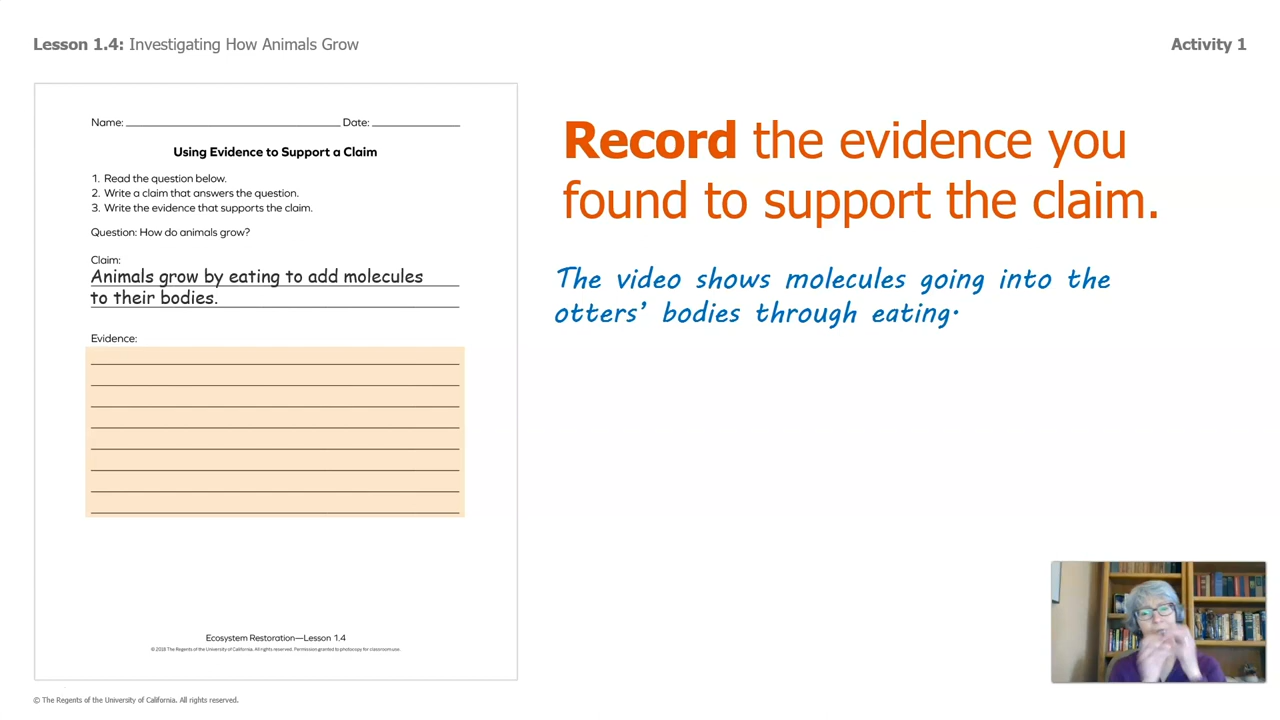 Lesson 1.4: Investigating How Animals Grow
Activity 1
Name: Date:
Using Evidence to Support a Claim
1. Read the question below.
2. Write a claim that answers the question.
3. Write the evidence that supports the claim.
Question: How do animals grow?
Claim:
Animals grow by eating to add molecules
to their bodies.
Evidence:
Ecosystem Restoration—Lesson 1.4
© 2018 The Regents of the University of California. All rights reserved. Permission granted to photocopy for classroom use.
Record the evidence you
found to support the claim.
The video shows molecules going into the
otters’ bodies through eating.
© The Regents of the University of California. All rights reserved.